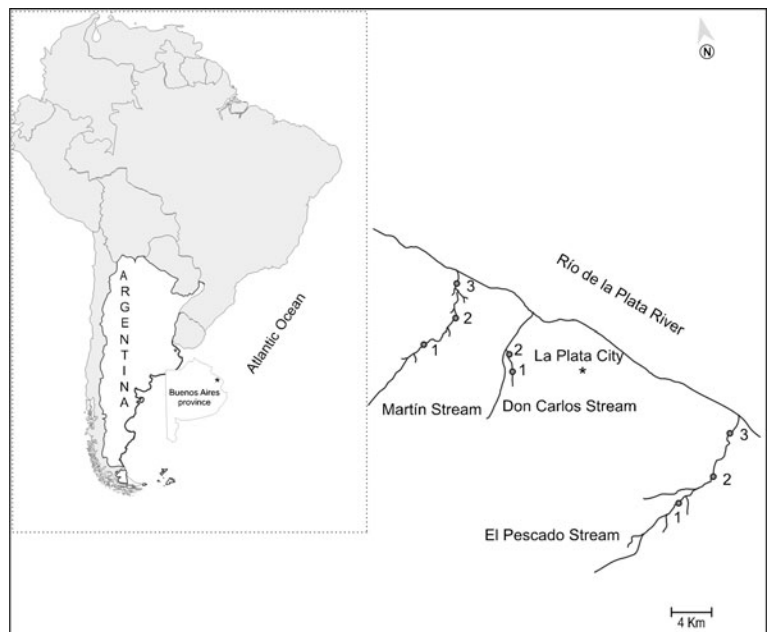 N
ARGENTINA
Atlantic Ocean
Buenos Aires
province
Río de la Plata River
3
2
1
Martín Stream
2
1
Don Carlos Stream
La Plata City
*
3
2
1
El Pescado Stream
4 Km